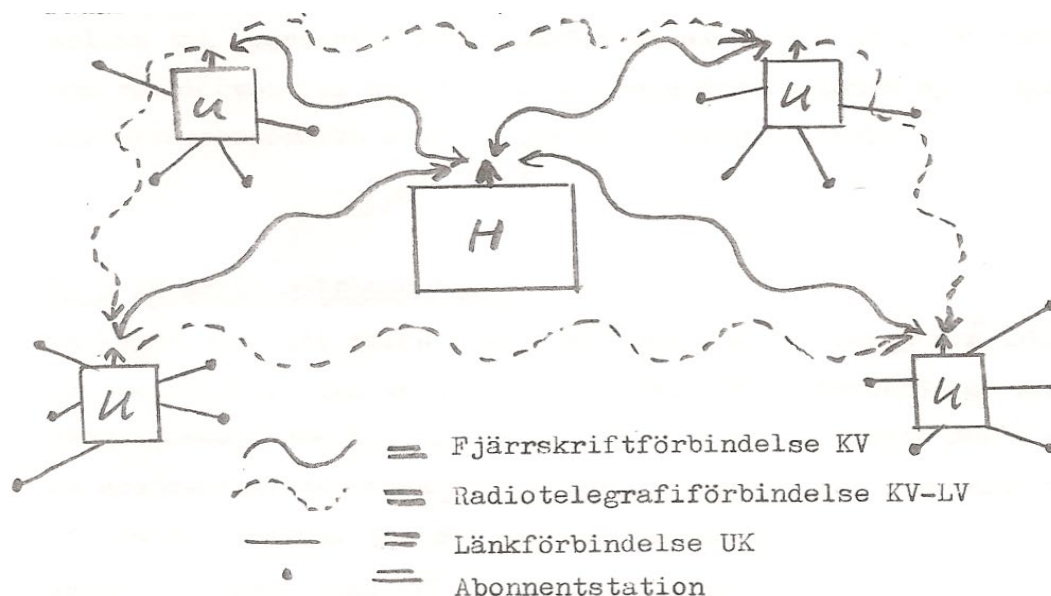 U
U
H
U
U
= Fjärrskriftförbindelse KV
= Radiotelegrafiförbindelse KV-LV
= Länkförbindelse UK
= Abonnentstation